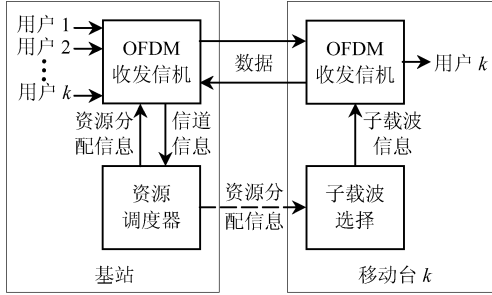 用户 1
用户 2
⋮
用户 k
OFDM
收发信机
数据
OFDM
收发信机
用户 k
资源分
配信息
信道
信息
子载波
信息
资源
调度器
资源分
配信息
子载波
选择
基站
移动台 k